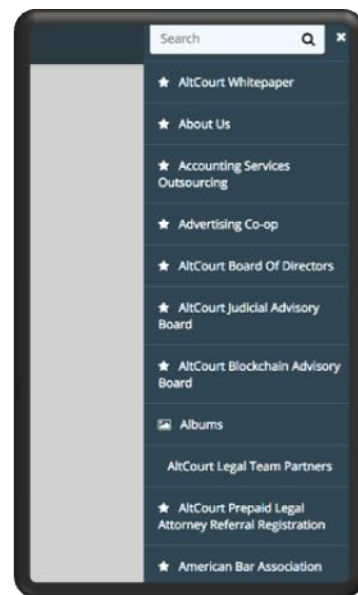 Search
AltCourt Whitepaper
About Us
Accounting Services
Outsourcing
Advertising Co-op
AltCourt Board Of Directors
AltCourt Judicial Advisory
Board
AltCourt Blockchain Advisory
Board
Albums
AltCourt Legal Team Partners
AltCourt Prepaid Legal
Attorney Referral Registration
American Bar Association